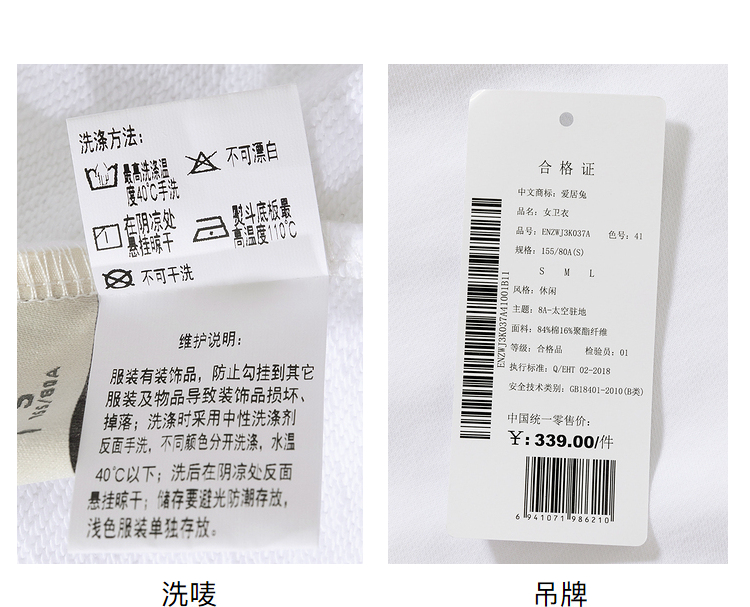 洗涤方法:
最高洗涤温
度40℃手洗
不可漂白
在阴凉处
悬挂晾干
熨斗底板最
高温度110℃
不可干洗
维护说明:
服装有装饰品，防止勾挂到其它
服装及物品导致装饰品损坏、
掉落；洗涤时采用中性洗涤剂
反面手洗，不同颜色分开洗涤，水温
40℃以下；洗后在阴凉处反面
悬挂晾干；储存要避光防潮存放，
浅色服装单独存放。
155/80A
洗唛
合格证
中文商标: 爱居兔
品名: 女卫衣
品号: ENZWJ3K037A 色号: 41
规格: 155/80A(S)
S M L
风格: 休闲
主题: 8A-太空驻地
面料: 84%棉16%聚酯纤维
等级: 合格品 检验员: 01
执行标准: Q/EHT 02-2018
安全技术类别: GB18401-2010(B类)
中国统一零售价:
¥: 339.00/件
6 941071 986210
ENZWJ3K037A41001B11
吊牌